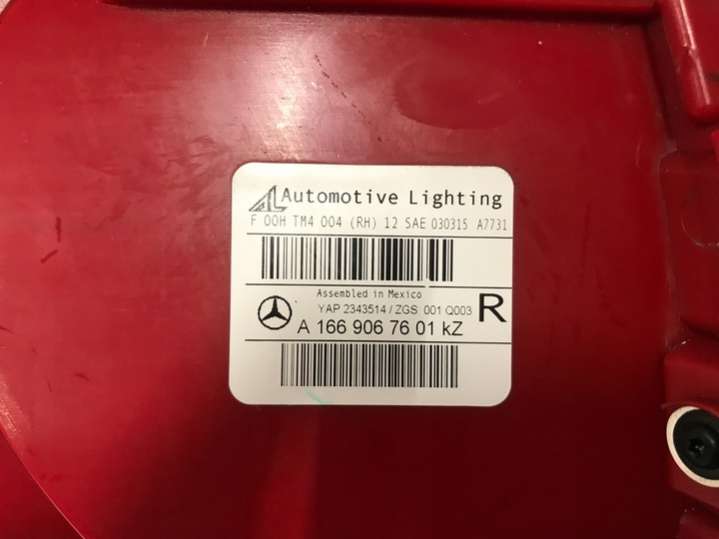 AL Automotive Lighting
F 00H TM4 004 (RH) 12 SAE 030315 A7731
Assembled in Mexico
YAP 2343514 / ZGS 001 Q003
R
A 166 906 76 01 kZ